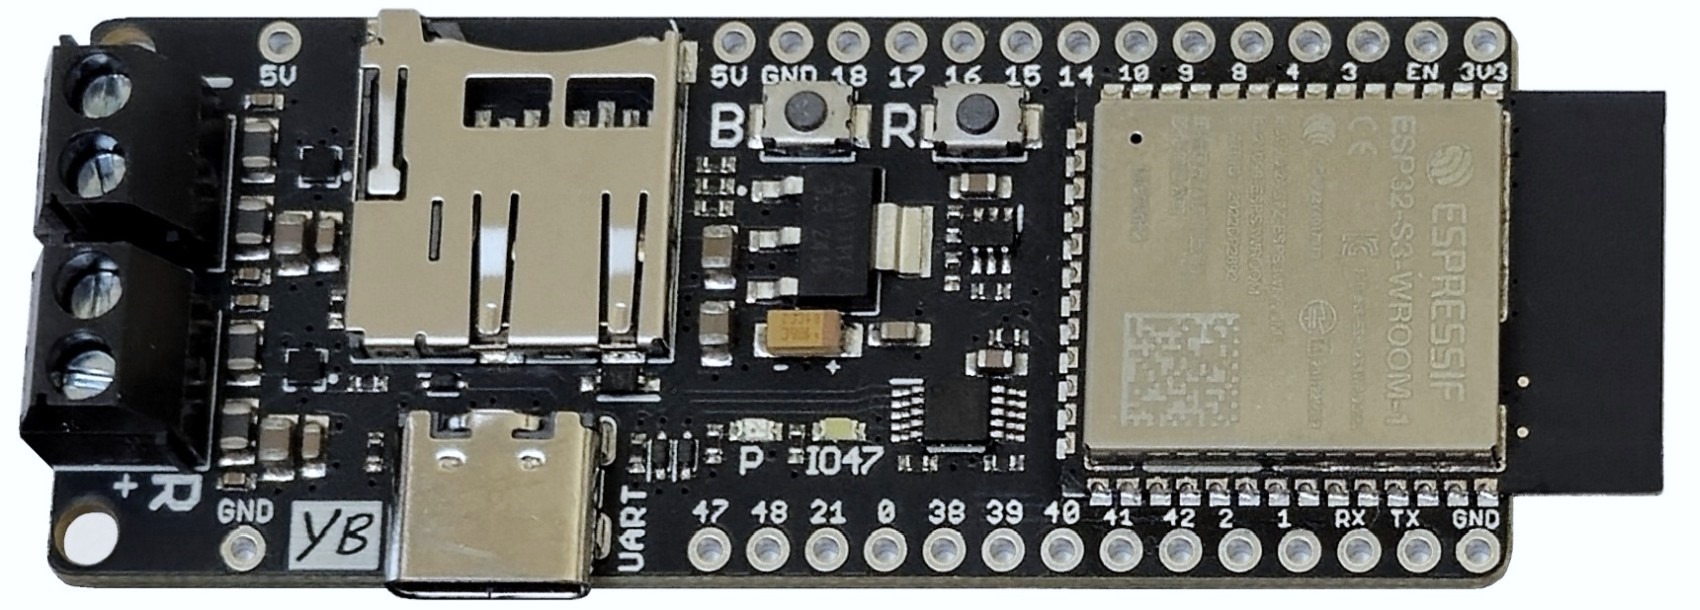 5V
5V GND 18 17 16 15 14 10 9 8 4 3 EN 3V3
B
R
ESPRESSIF
ESP32-S3-WROOM-1
CE
- +
P
IO47
-
+
R
GND
YB
UART
47 48 21 0 38 39 40 41 42 2 1 RX TX GND